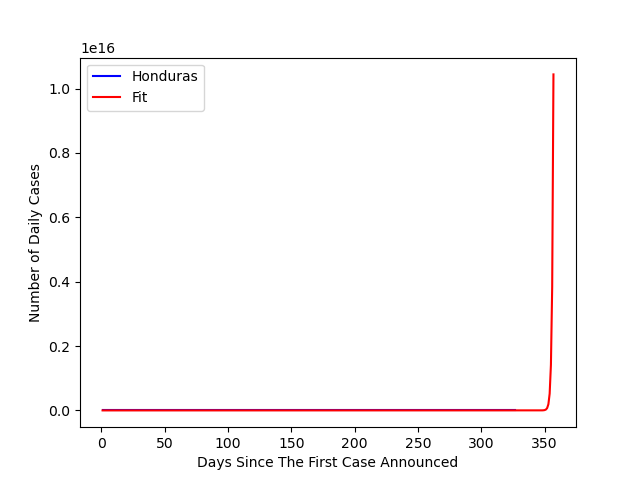 1e16
Honduras
Fit
1.0
0.8
0.6
0.4
0.2
0.0
Number of Daily Cases
0 50 100 150 200 250 300 350
Days Since The First Case Announced